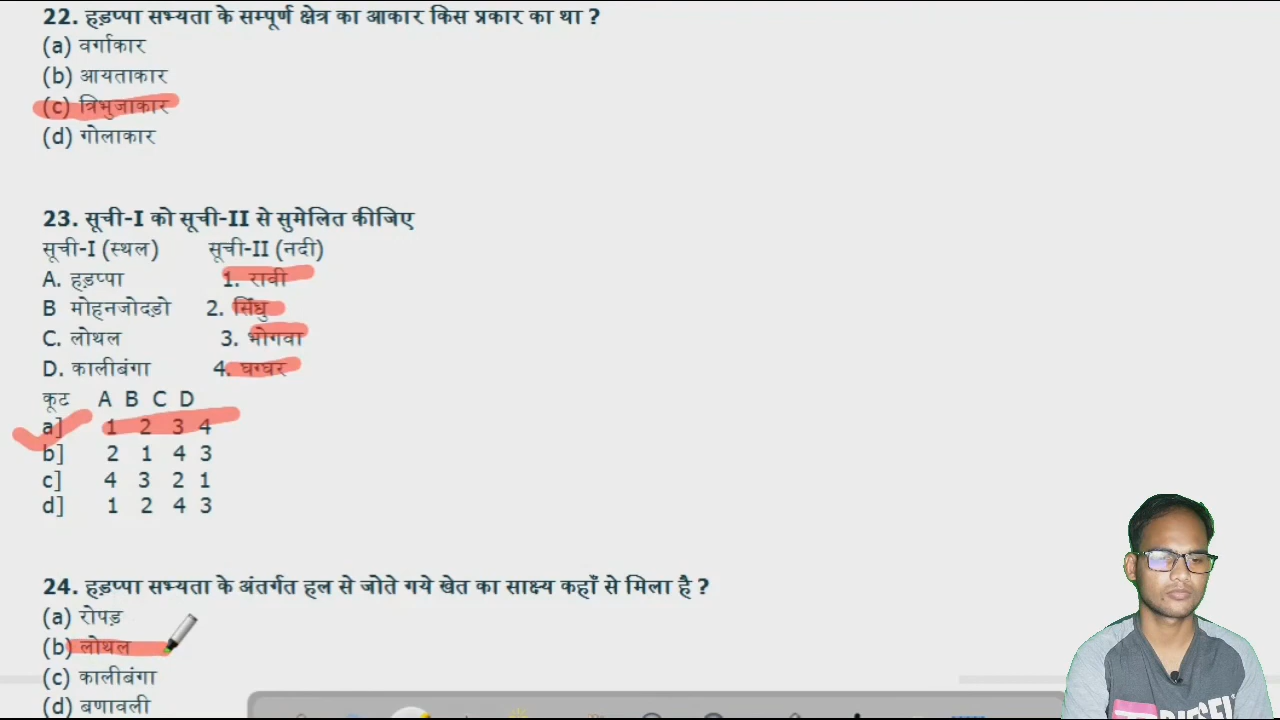 22. हड़प्पा सभ्यता के सम्पूर्ण क्षेत्र का आकार किस प्रकार का था ?
(a) वर्गाकार
(b) आयताकार
(c) त्रिभुजाकार
(d) गोलाकार
23. सूची-I को सूची-II से सुमेलित कीजिए
सूची-I (स्थल) सूची-II (नदी)
A. हड़प्पा 1. रावी
B मोहनजोदड़ो 2. सिंधु
C. लोथल 3. भोगवा
D. कालीबंगा 4. घग्घर
कूट A B C D
a] 1 2 3 4
b] 2 1 4 3
c] 4 3 2 1
d] 1 2 4 3
24. हड़प्पा सभ्यता के अंतर्गत हल से जोते गये खेत का साक्ष्य कहाँ से मिला है ?
(a) रोपड़
(b) लोथल
(c) कालीबंगा
(d) बणावली